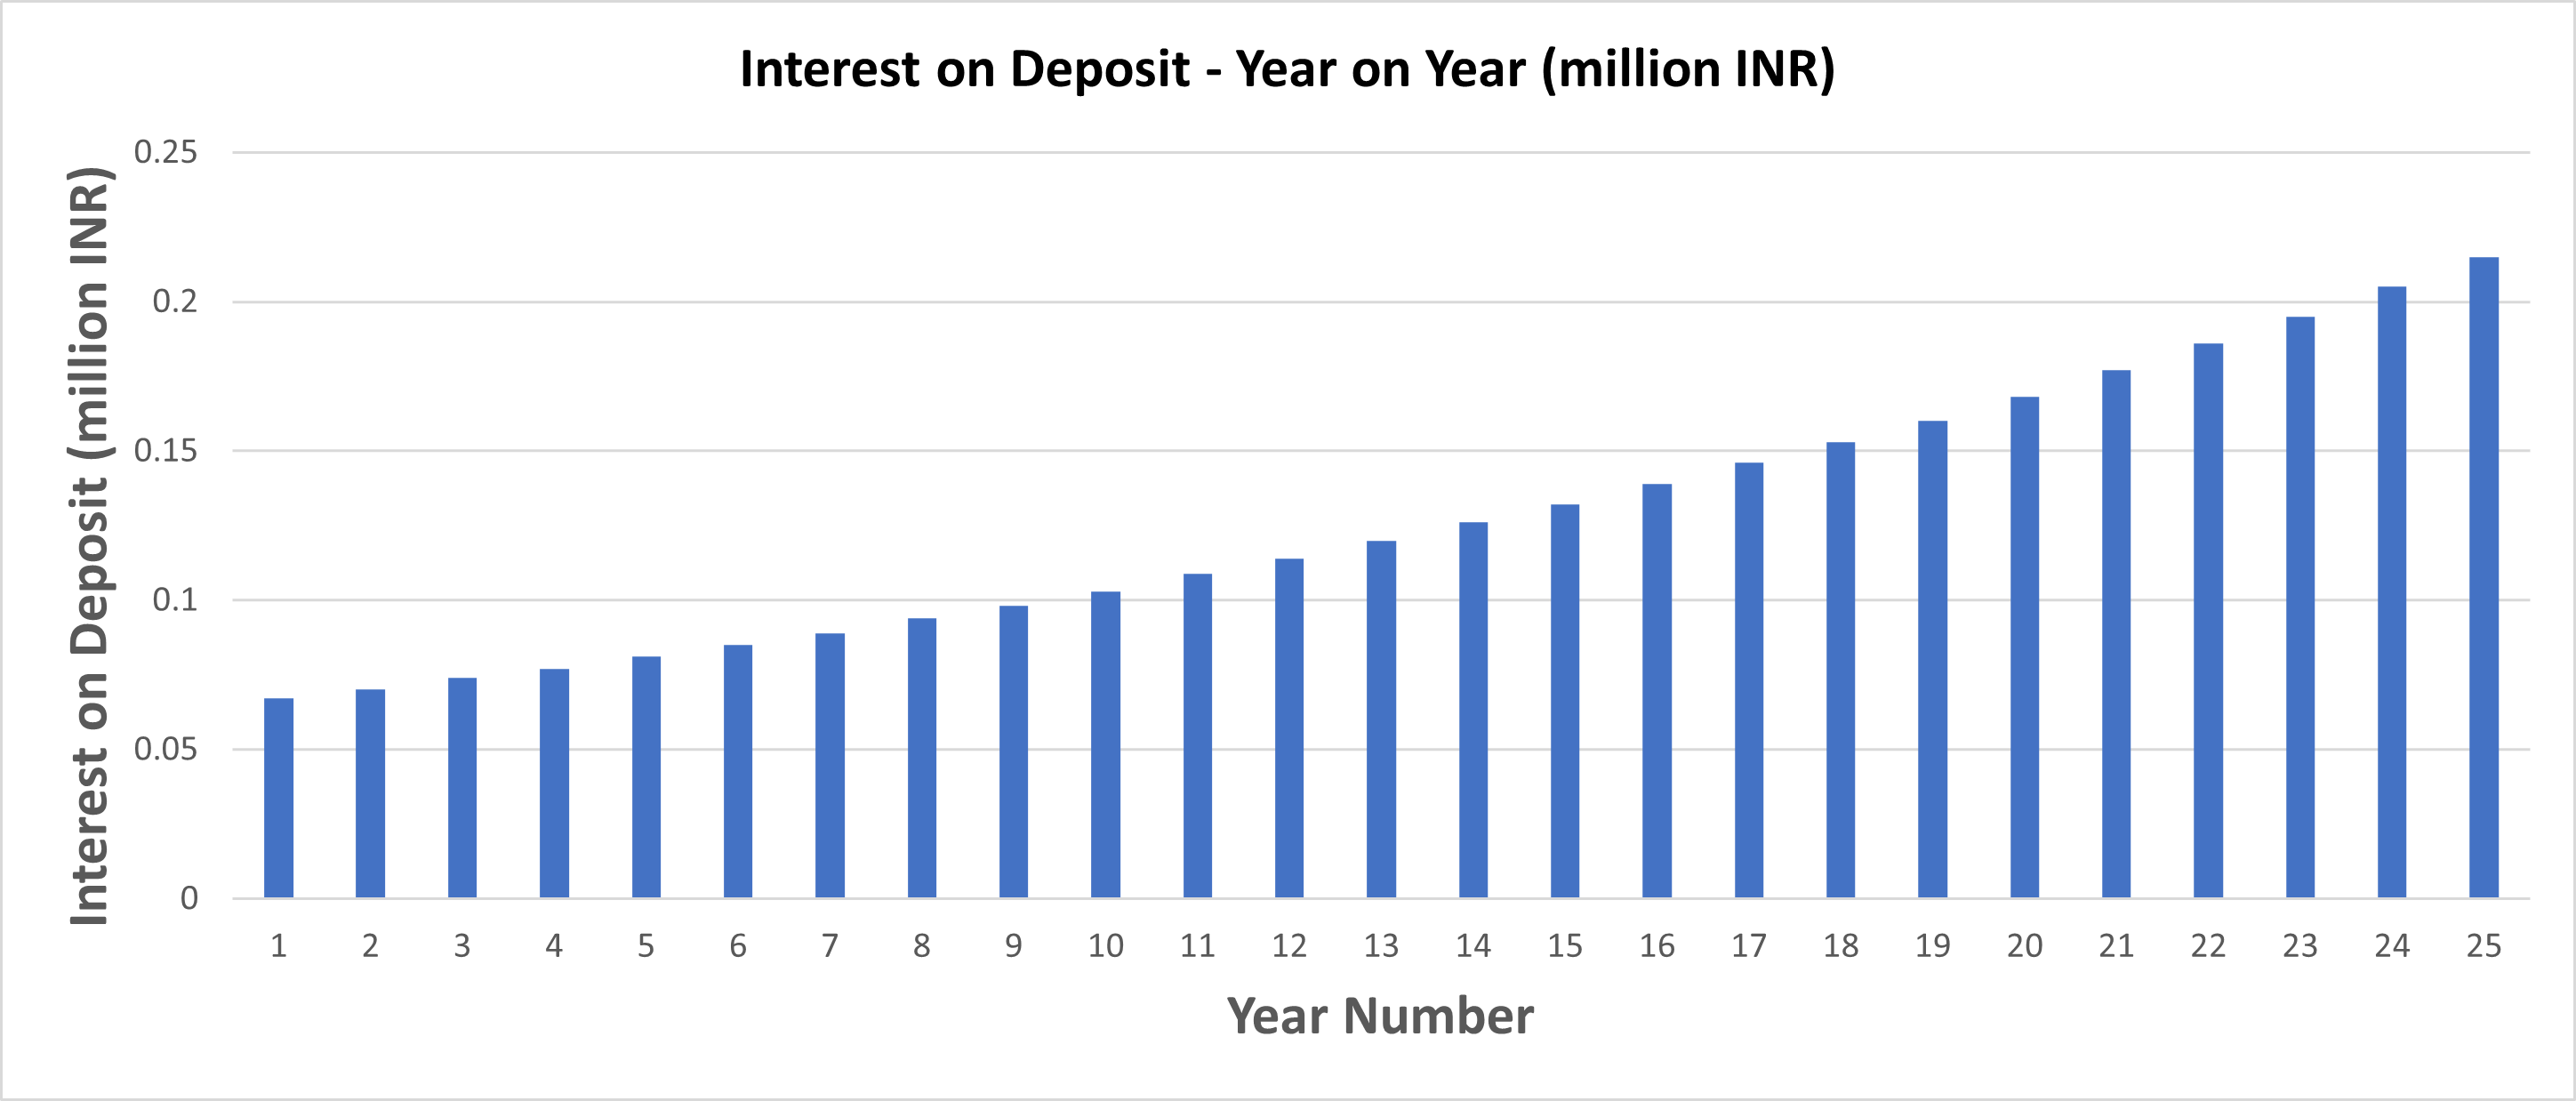 Interest on Deposit - Year on Year (million INR)
Interest on Deposit (million INR)
0.25
0.2
0.15
0.1
0.05
0
1 2 3 4 5 6 7 8 9 10 11 12 13 14 15 16 17 18 19 20 21 22 23 24 25
Year Number